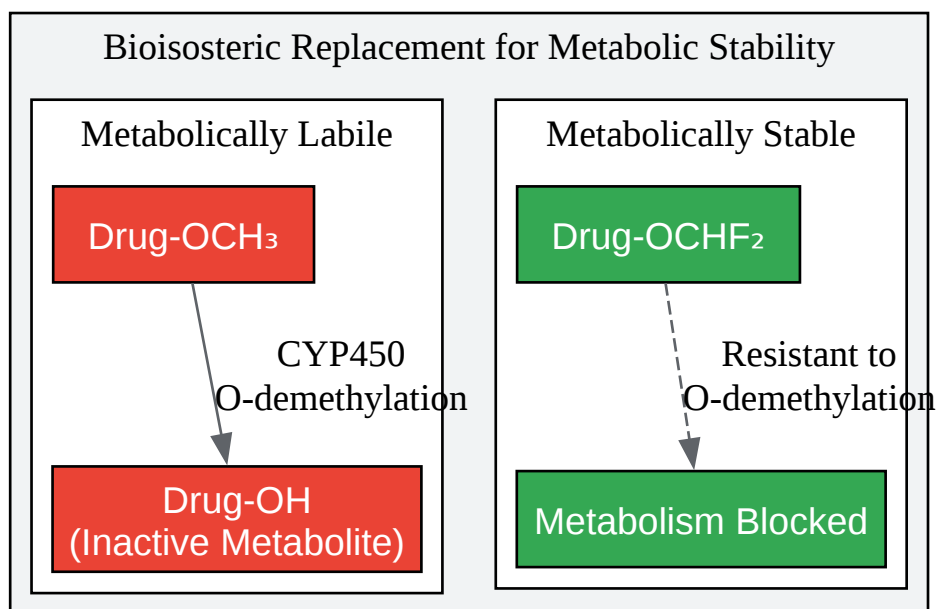 Bioisosteric Replacement for Metabolic Stability
Metabolically Labile
Drug-OCH₃
CYP450
O-demethylation
Drug-OH
(Inactive Metabolite)
Metabolically Stable
Drug-OCHF₂
Resistant to
O-demethylation
Metabolism Blocked